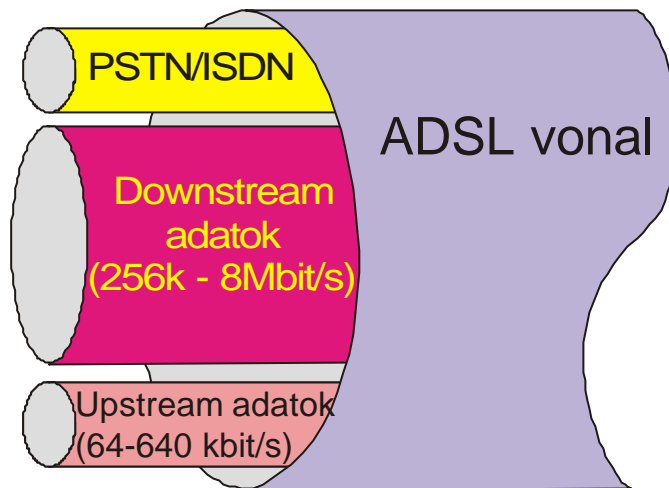 PSTN/ISDN
ADSL vonal
Downstream
adatok
(256k - 8Mbit/s)
Upstream adatok
(64-640 kbit/s)